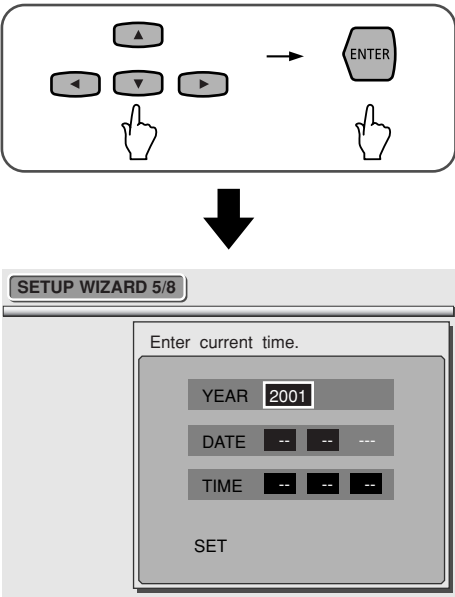 ENTER
SETUP WIZARD 5/8
Enter current time.
YEAR 2001
DATE -- -- ---
TIME -- -- --
SET